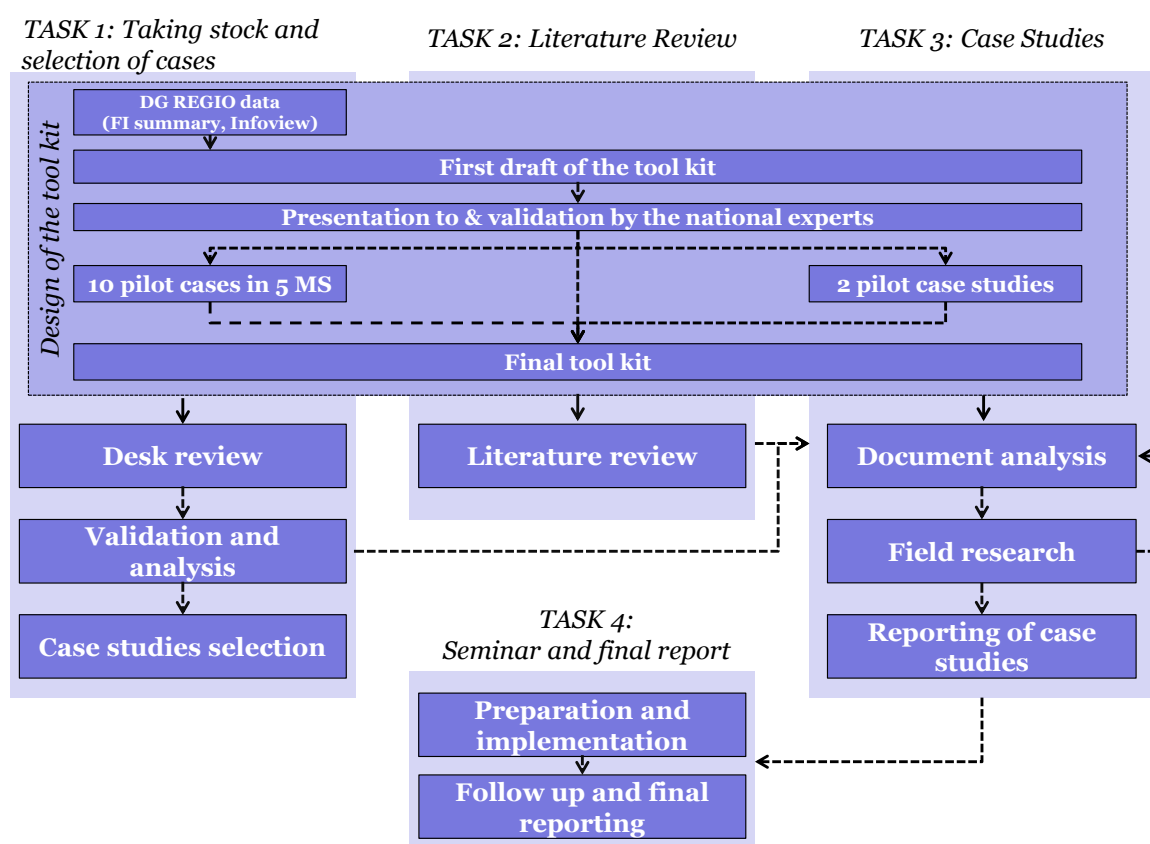 TASK 1: Taking stock and
selection of cases
TASK 2: Literature Review
TASK 3: Case Studies
Design of the tool kit
DG REGIO data
(FI summary, Infoview)
First draft of the tool kit
Presentation to & validation by the national experts
10 pilot cases in 5 MS
2 pilot case studies
Final tool kit
Desk review
Literature review
Document analysis
Validation and
analysis
Field research
Case studies selection
TASK 4:
Seminar and final report
Reporting of case
studies
Preparation and
implementation
Follow up and final
reporting